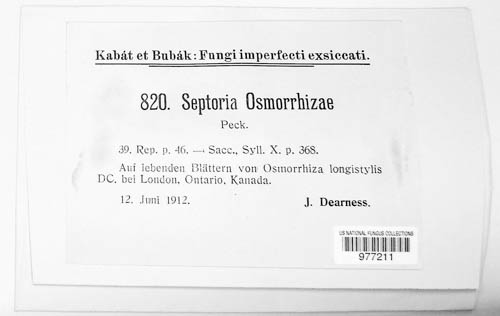 Kabát et Bubák: Fungi imperfecti exsiccati.
820. Septoria Osmorrhizae
Peck.
39. Rep. p. 46. — Sacc., Syll. X. p. 368.
Auf lebenden Blättern von Osmorrhiza longistylis
DC. bei London, Ontario, Kanada.
12. Juni 1912. J. Dearness.
US NATIONAL FUNGUS COLLECTIONS
977211